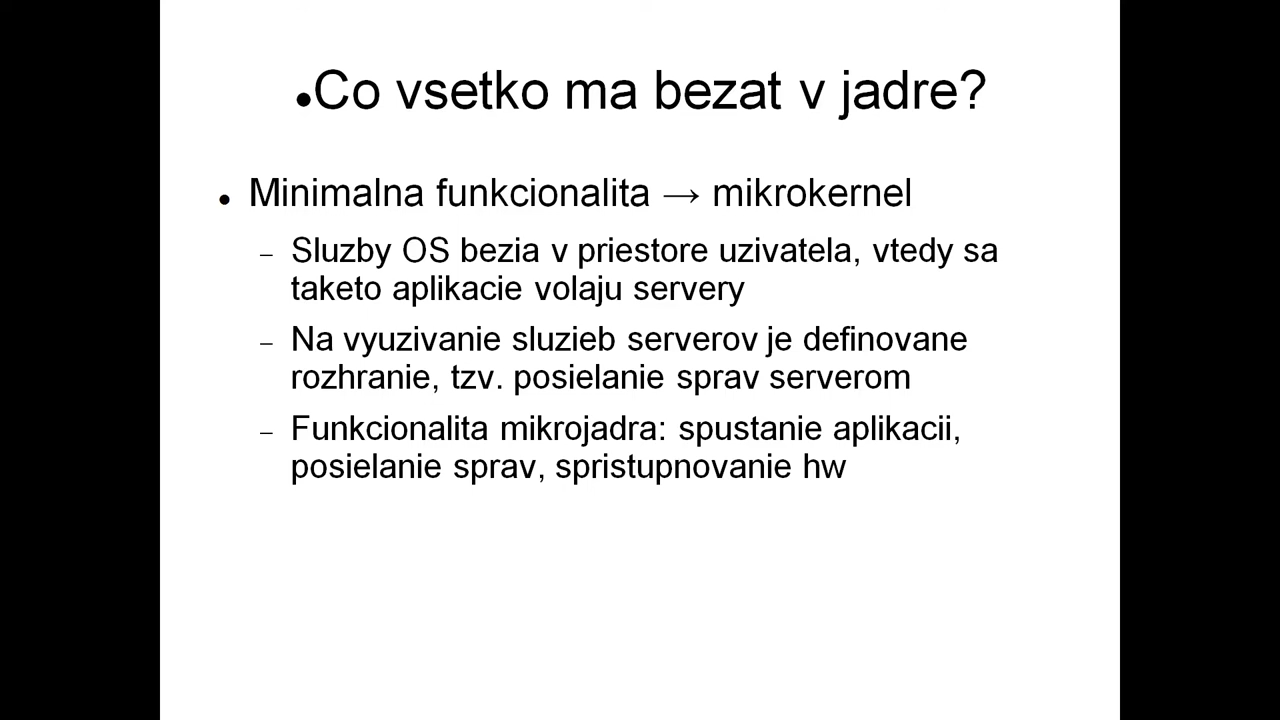 •Co vsetko ma bezat v jadre?
• Minimalna funkcionalita → mikrokernel
– Sluzby OS bezia v priestore uzivatela, vtedy sa
taketo aplikacie volaju servery
– Na vyuzivanie sluzieb serverov je definovane
rozhranie, tzv. posielanie sprav serverom
– Funkcionalita mikrojadra: spustanie aplikacii,
posielanie sprav, spristupnovanie hw